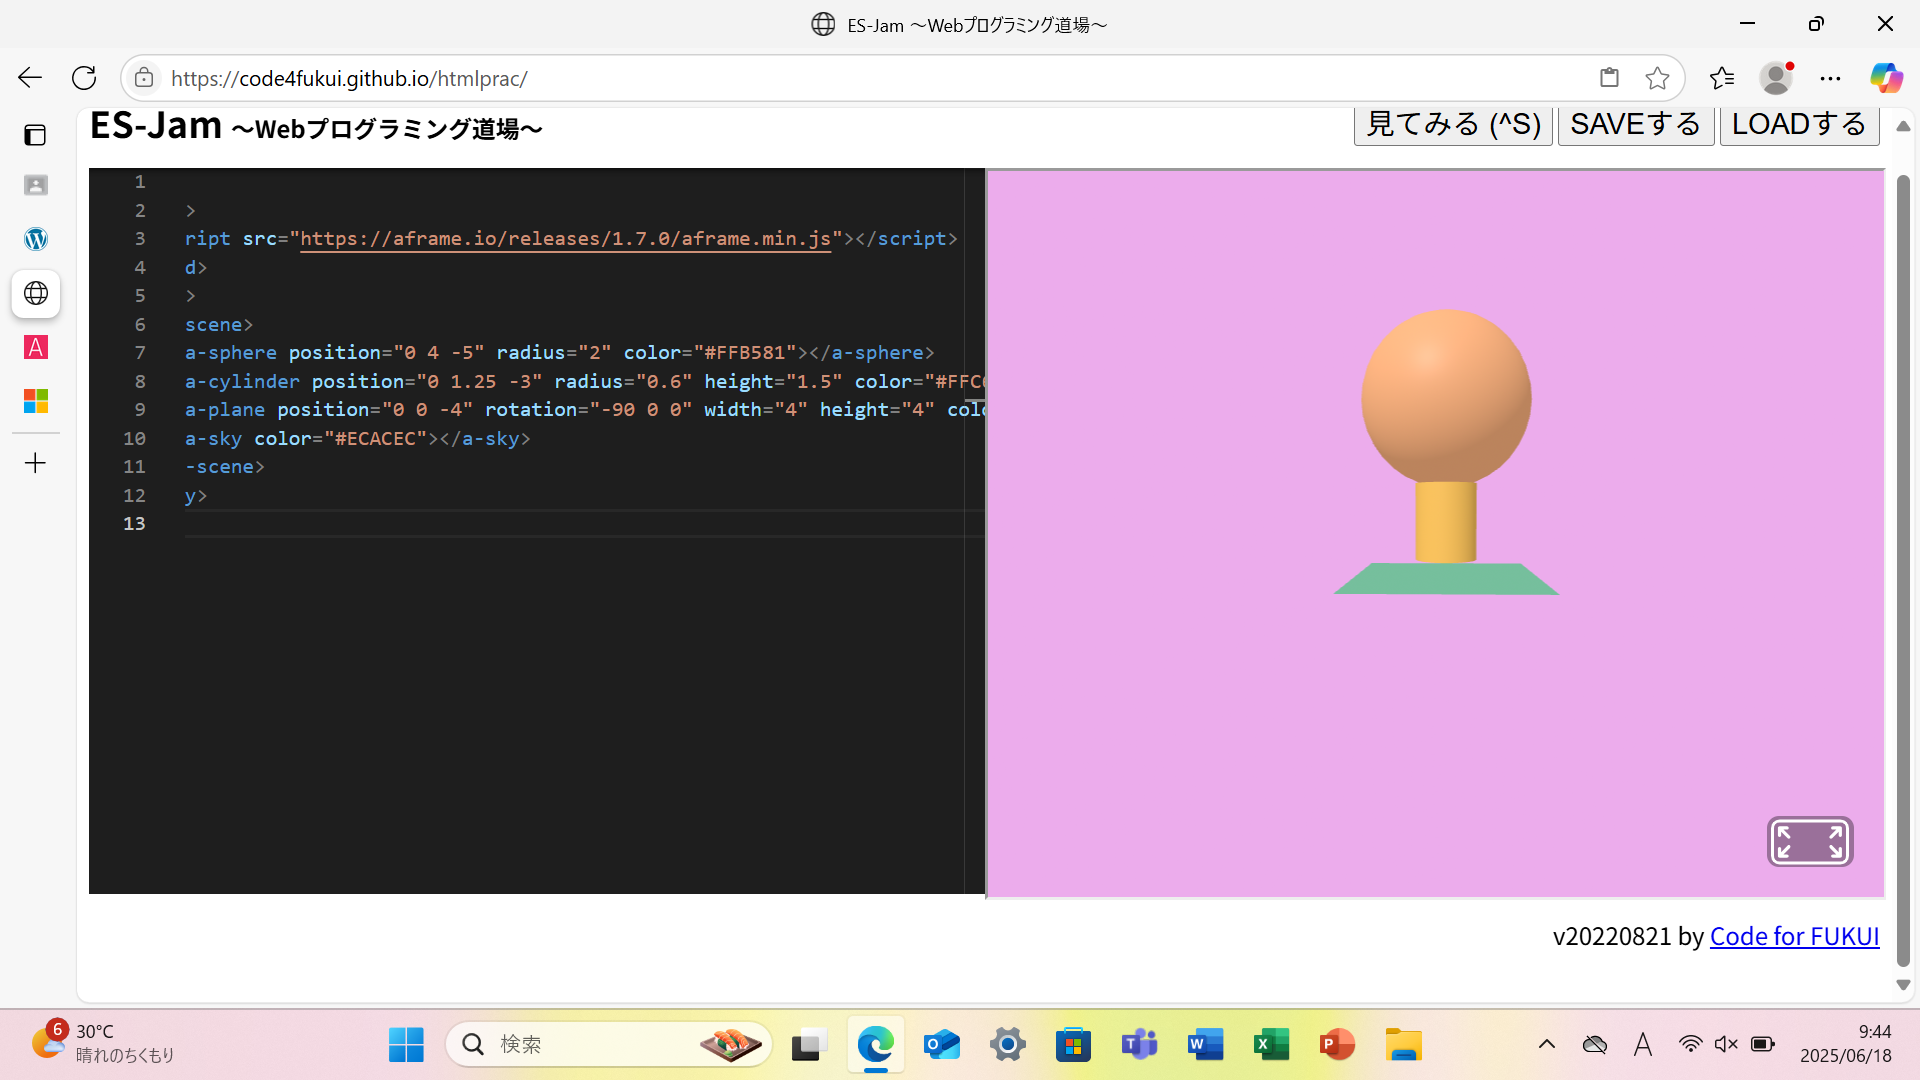 ES-Jam ～Webプログラミング道場～
https://code4fukui.github.io/htmlprac/
ES-Jam ～Webプログラミング道場～
見てみる (^S) SAVEする LOADする
1
2 >
3 ript src="https://aframe.io/releases/1.7.0/aframe.min.js"></script>
4 d>
5 >
6 scene>
7 a-sphere position="0 4 -5" radius="2" color="#FFB581"></a-sphere>
8 a-cylinder position="0 1.25 -3" radius="0.6" height="1.5" color="#FFC
9 a-plane position="0 0 -4" rotation="-90 0 0" width="4" height="4" col
10 a-sky color="#ECACEC"></a-sky>
11 -scene>
12 y>
13
v20220821 by Code for FUKUI
6
30°C
晴れのちくもり
検索
A
9:44
2025/06/18